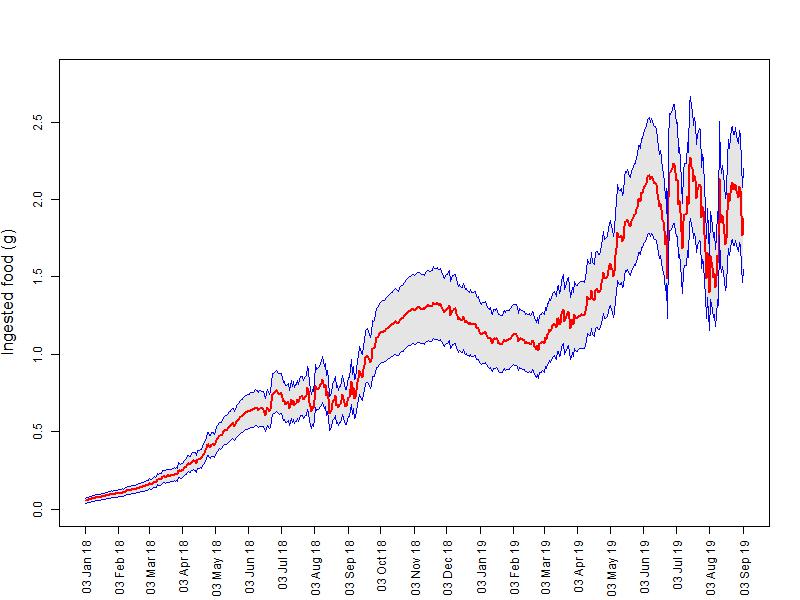 Ingested food (g)
2.5
2.0
1.5
1.0
0.5
0.0
03 Jan 18
03 Feb 18
03 Mar 18
03 Apr 18
03 May 18
03 Jun 18
03 Jul 18
03 Aug 18
03 Sep 18
03 Oct 18
03 Nov 18
03 Dec 18
03 Jan 19
03 Feb 19
03 Mar 19
03 Apr 19
03 May 19
03 Jun 19
03 Jul 19
03 Aug 19
03 Sep 19